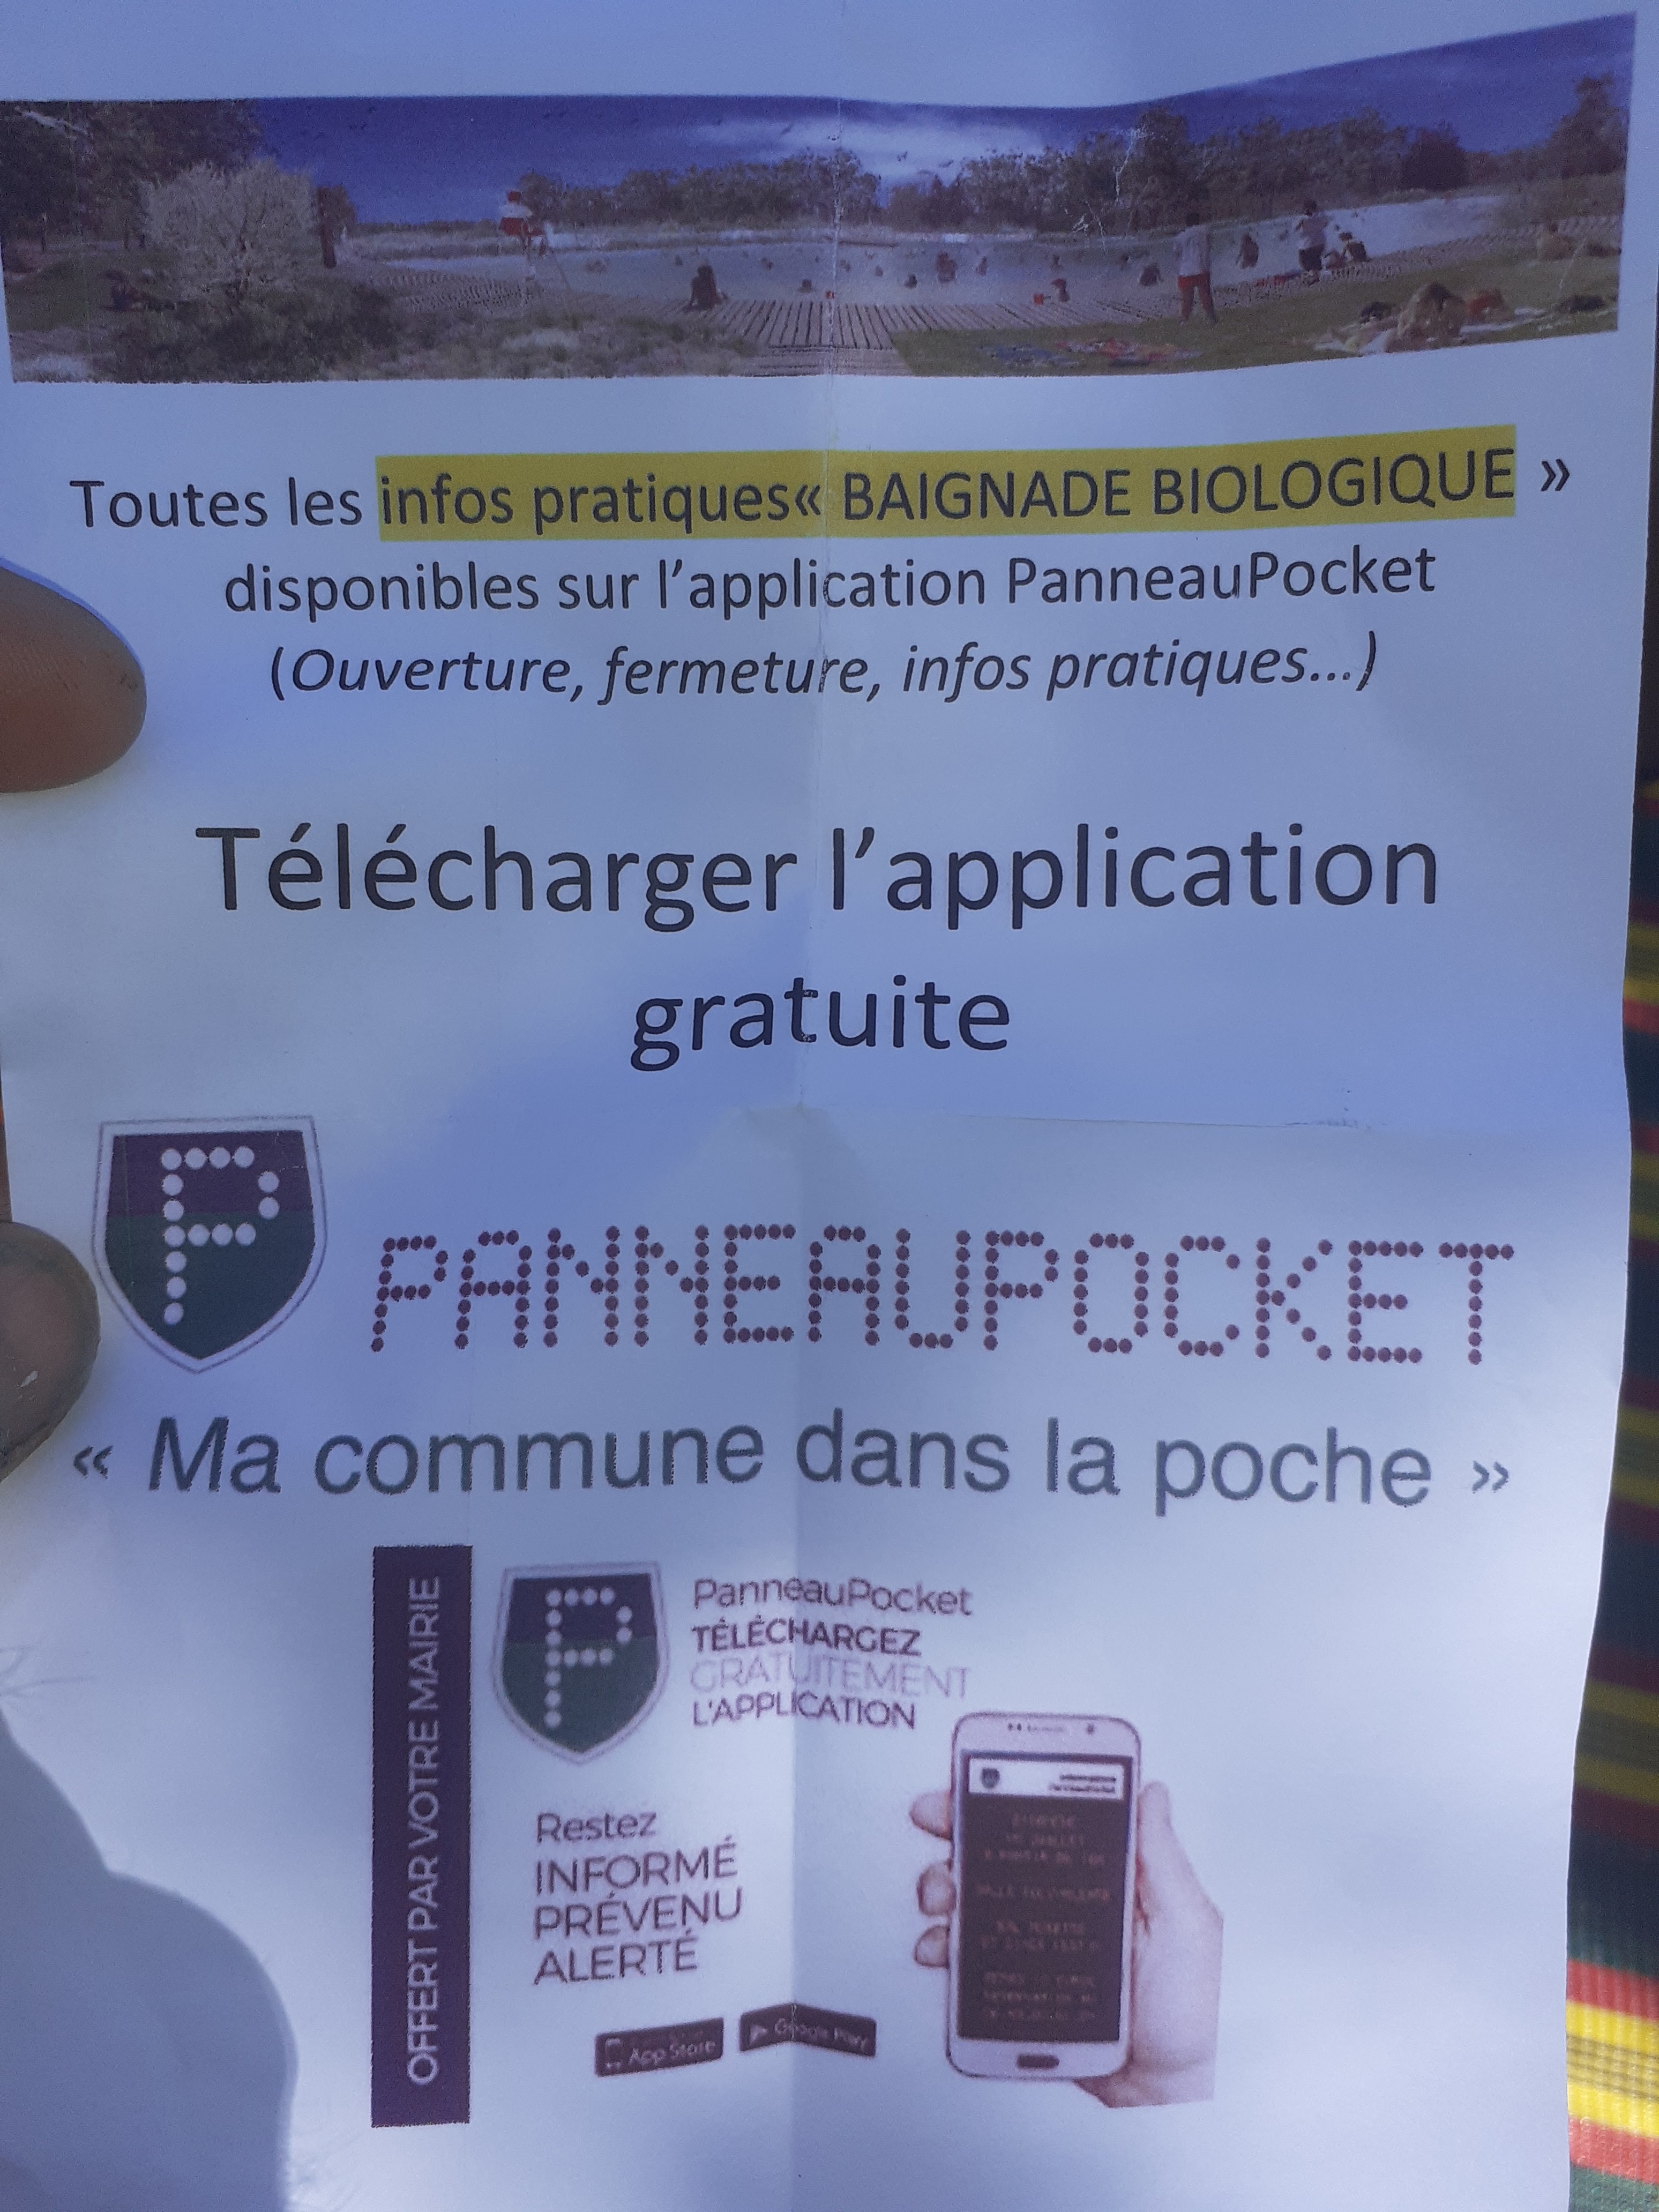 Toutes les infos pratiques« BAIGNADE BIOLOGIQUE »
disponibles sur l'application PanneauPocket
(Ouverture, fermeture, infos pratiques...)
Télécharger l'application
gratuite
P
PANNEAUPOCKET
« Ma commune dans la poche »
OFFERT PAR VOTRE MAIRIE
P
PanneauPocket
TÉLÉCHARGEZ
GRATUITEMENT
L'APPLICATION
Restez
INFORMÉ
PRÉVENU
ALERTÉ
App Store
Google Play